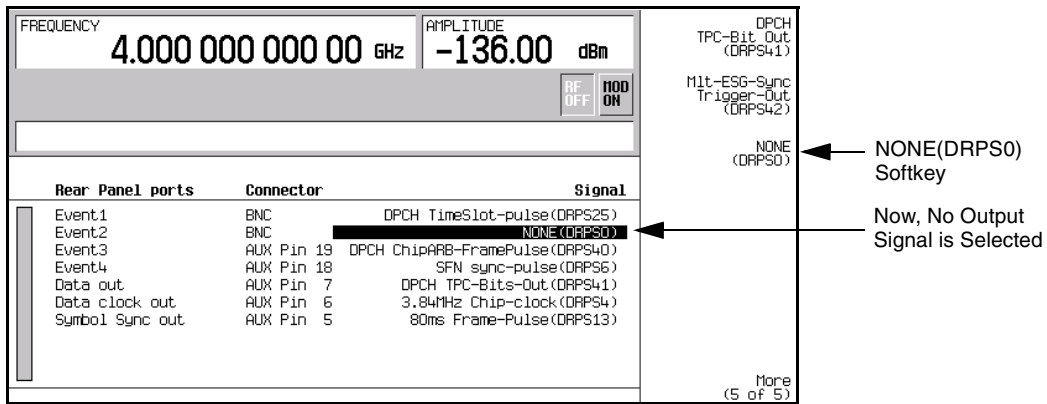 FREQUENCY
4.000 000 000 00 GHz
AMPLITUDE
-136.00 dBm
RF OFF
MOD ON
DPCH
TPC-Bit Out
(DRPS41)
Mlt-ESG-Sync
Trigger-Out
(DRPS42)
NONE
(DRPS0)
NONE(DRPS0)
Softkey
Rear Panel ports Connector Signal
Event1 BNC DPCH TimeSlot-pulse(DRPS25)
Event2 BNC NONE(DRPS0)
Event3 AUX Pin 19 DPCH ChipARB-FramePulse(DRPS40)
Event4 AUX Pin 18 SFN sync-pulse(DRPS6)
Data out AUX Pin 7 DPCH TPC-Bits-Out(DRPS41)
Data clock out AUX Pin 6 3.84MHz Chip-clock(DRPS4)
Symbol Sync out AUX Pin 5 80ms Frame-Pulse(DRPS13)
Now, No Output
Signal is Selected
More
(5 of 5)